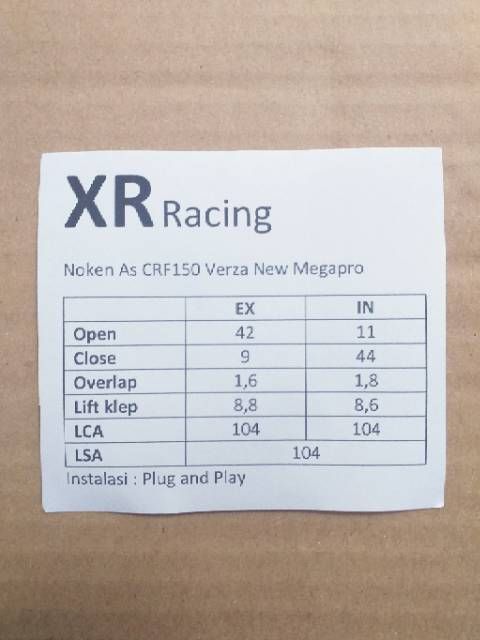 XR Racing
Noken As CRF150 Verza New Megapro
EX IN
Open 42 11
Close 9 44
Overlap 1,6 1,8
Lift klep 8,8 8,6
LCA 104 104
LSA 104
Instalasi : Plug and Play